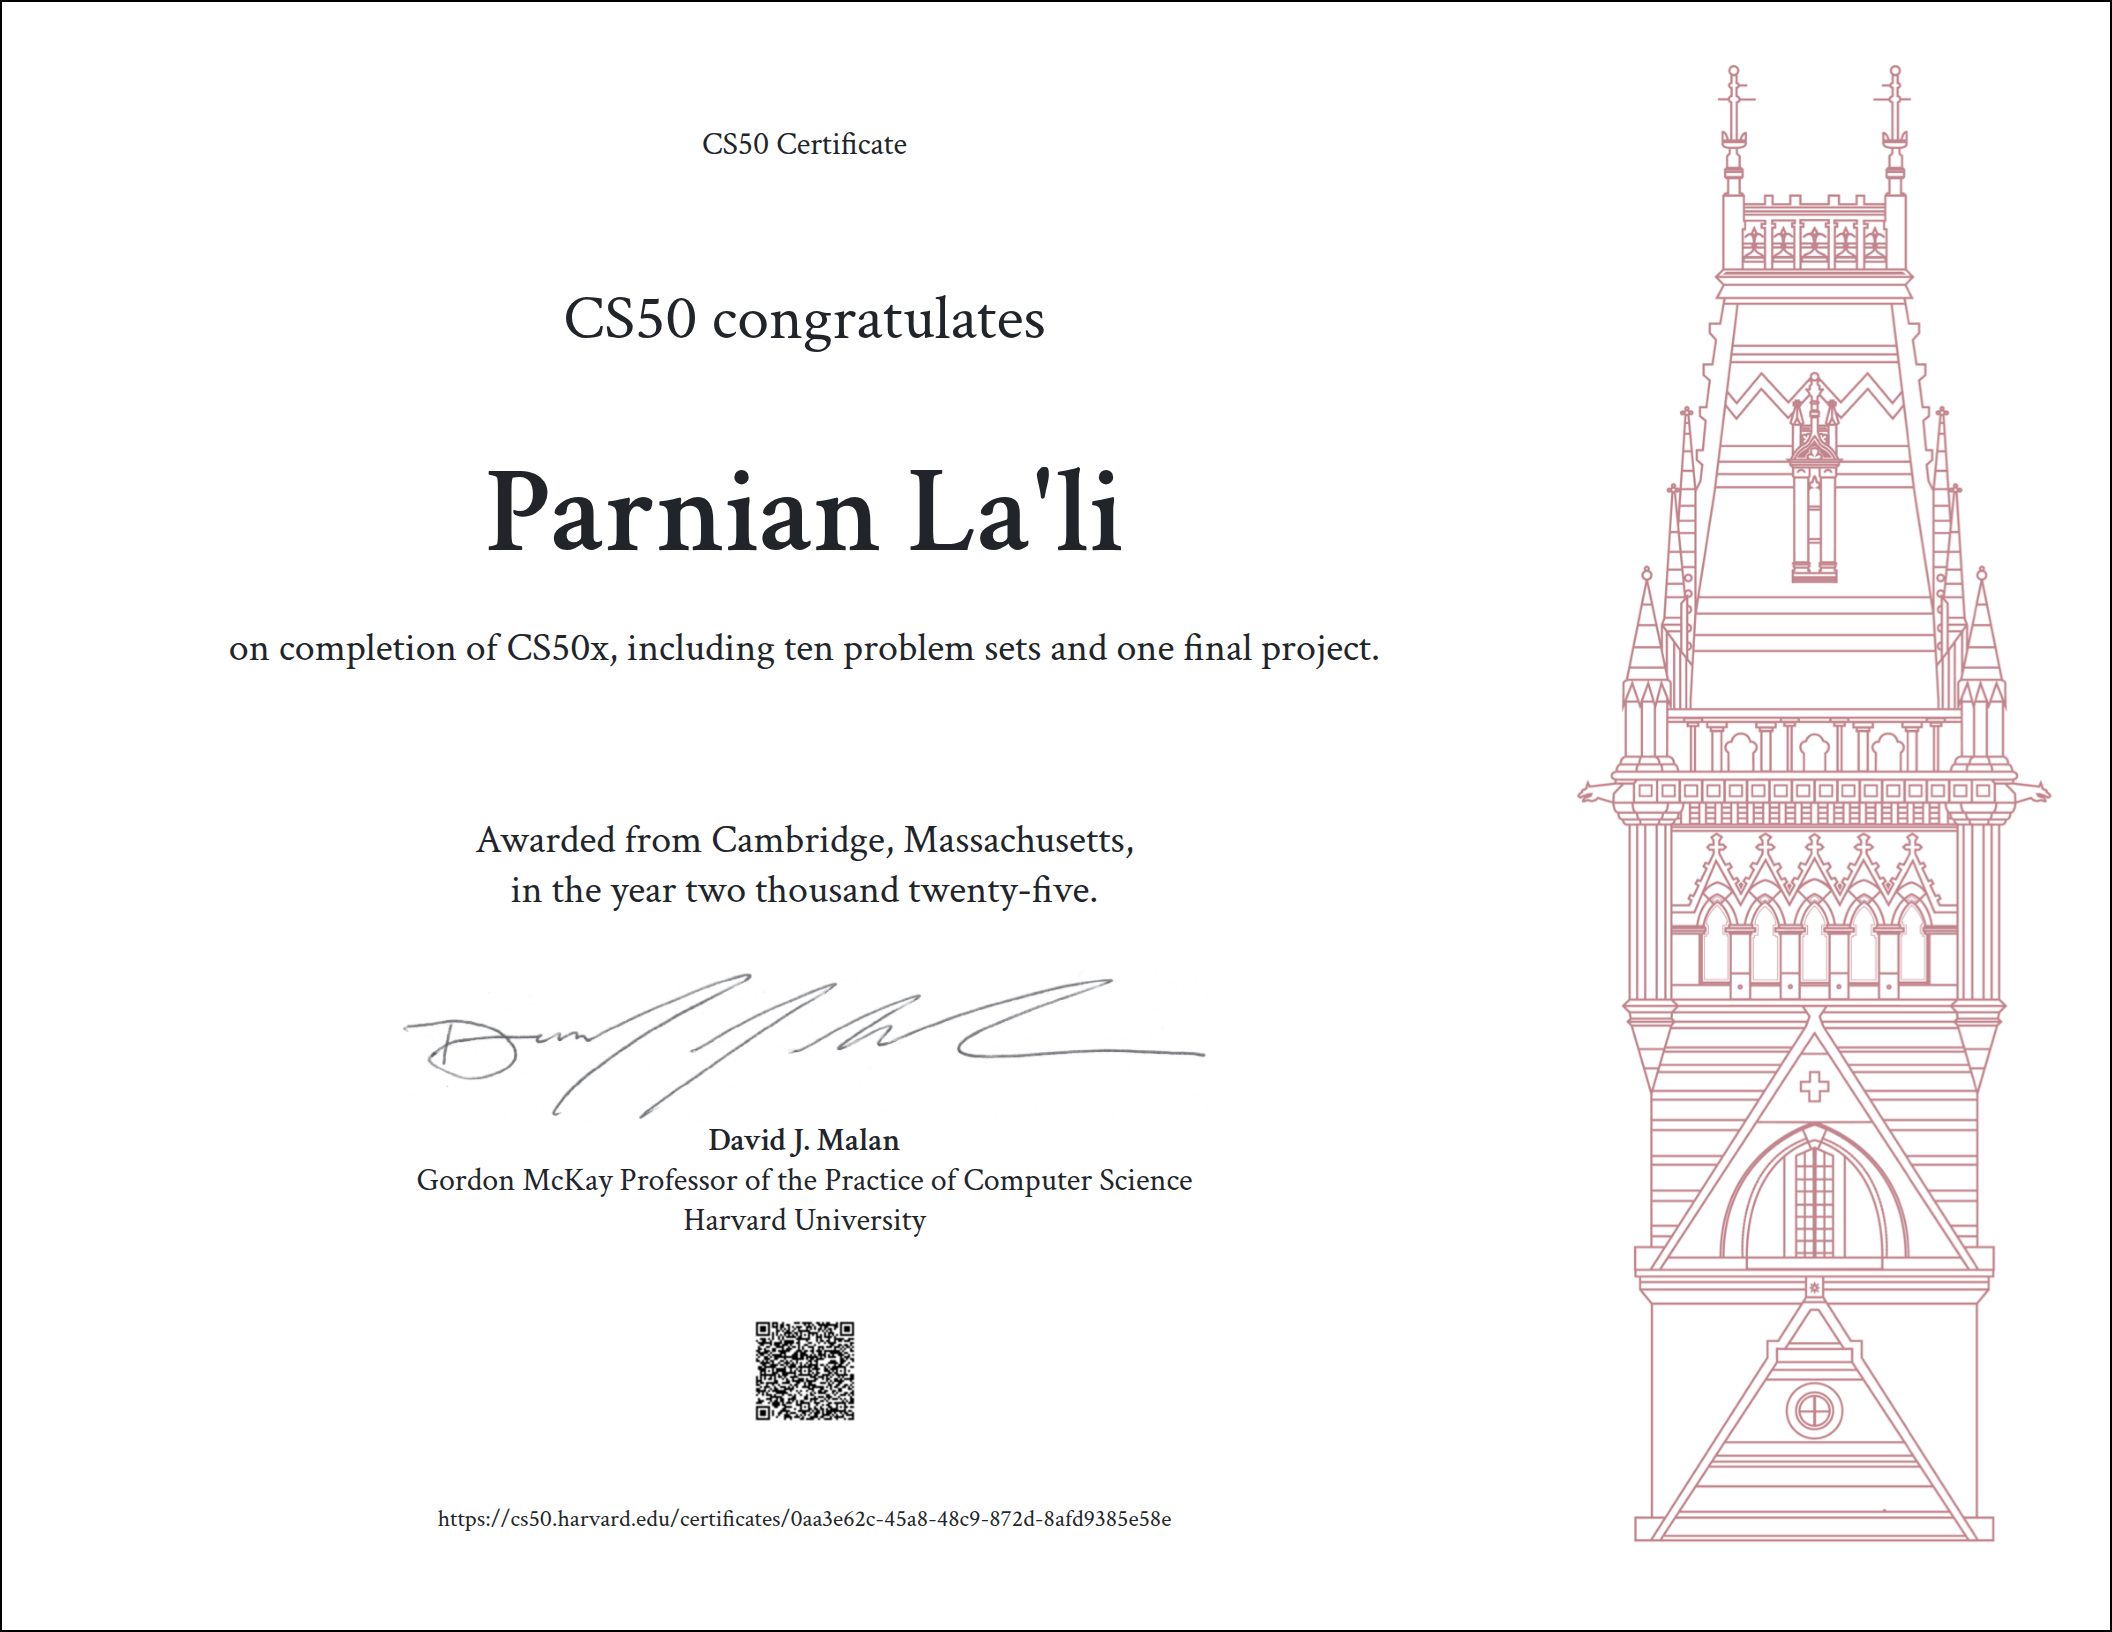 CS50 Certificate
CS50 congratulates
Parnian La'li
on completion of CS50x, including ten problem sets and one final project.
Awarded from Cambridge, Massachusetts,
in the year two thousand twenty-five.
David J. Malan
Gordon McKay Professor of the Practice of Computer Science
Harvard University
https://cs50.harvard.edu/certificates/0aa3e62c-45a8-48c9-872d-8afd9385e58e